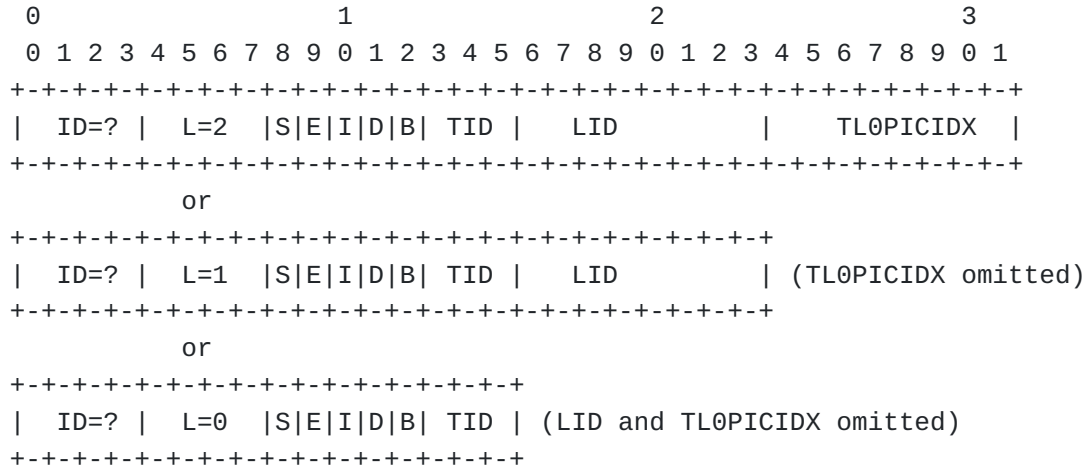 0                   1                   2                   3
 0 1 2 3 4 5 6 7 8 9 0 1 2 3 4 5 6 7 8 9 0 1 2 3 4 5 6 7 8 9 0 1
+-+-+-+-+-+-+-+-+-+-+-+-+-+-+-+-+-+-+-+-+-+-+-+-+-+-+-+-+-+-+-+-+
|  ID=? |  L=2  |S|E|I|D|B| TID |   LID         |    TL0PICIDX  |
+-+-+-+-+-+-+-+-+-+-+-+-+-+-+-+-+-+-+-+-+-+-+-+-+-+-+-+-+-+-+-+-+
           or
+-+-+-+-+-+-+-+-+-+-+-+-+-+-+-+-+-+-+-+-+-+-+-+-+
|  ID=? |  L=1  |S|E|I|D|B| TID |   LID         | (TL0PICIDX omitted)
+-+-+-+-+-+-+-+-+-+-+-+-+-+-+-+-+-+-+-+-+-+-+-+-+
           or
+-+-+-+-+-+-+-+-+-+-+-+-+-+-+-+-+
|  ID=? |  L=0  |S|E|I|D|B| TID | (LID and TL0PICIDX omitted)
+-+-+-+-+-+-+-+-+-+-+-+-+-+-+-+-+